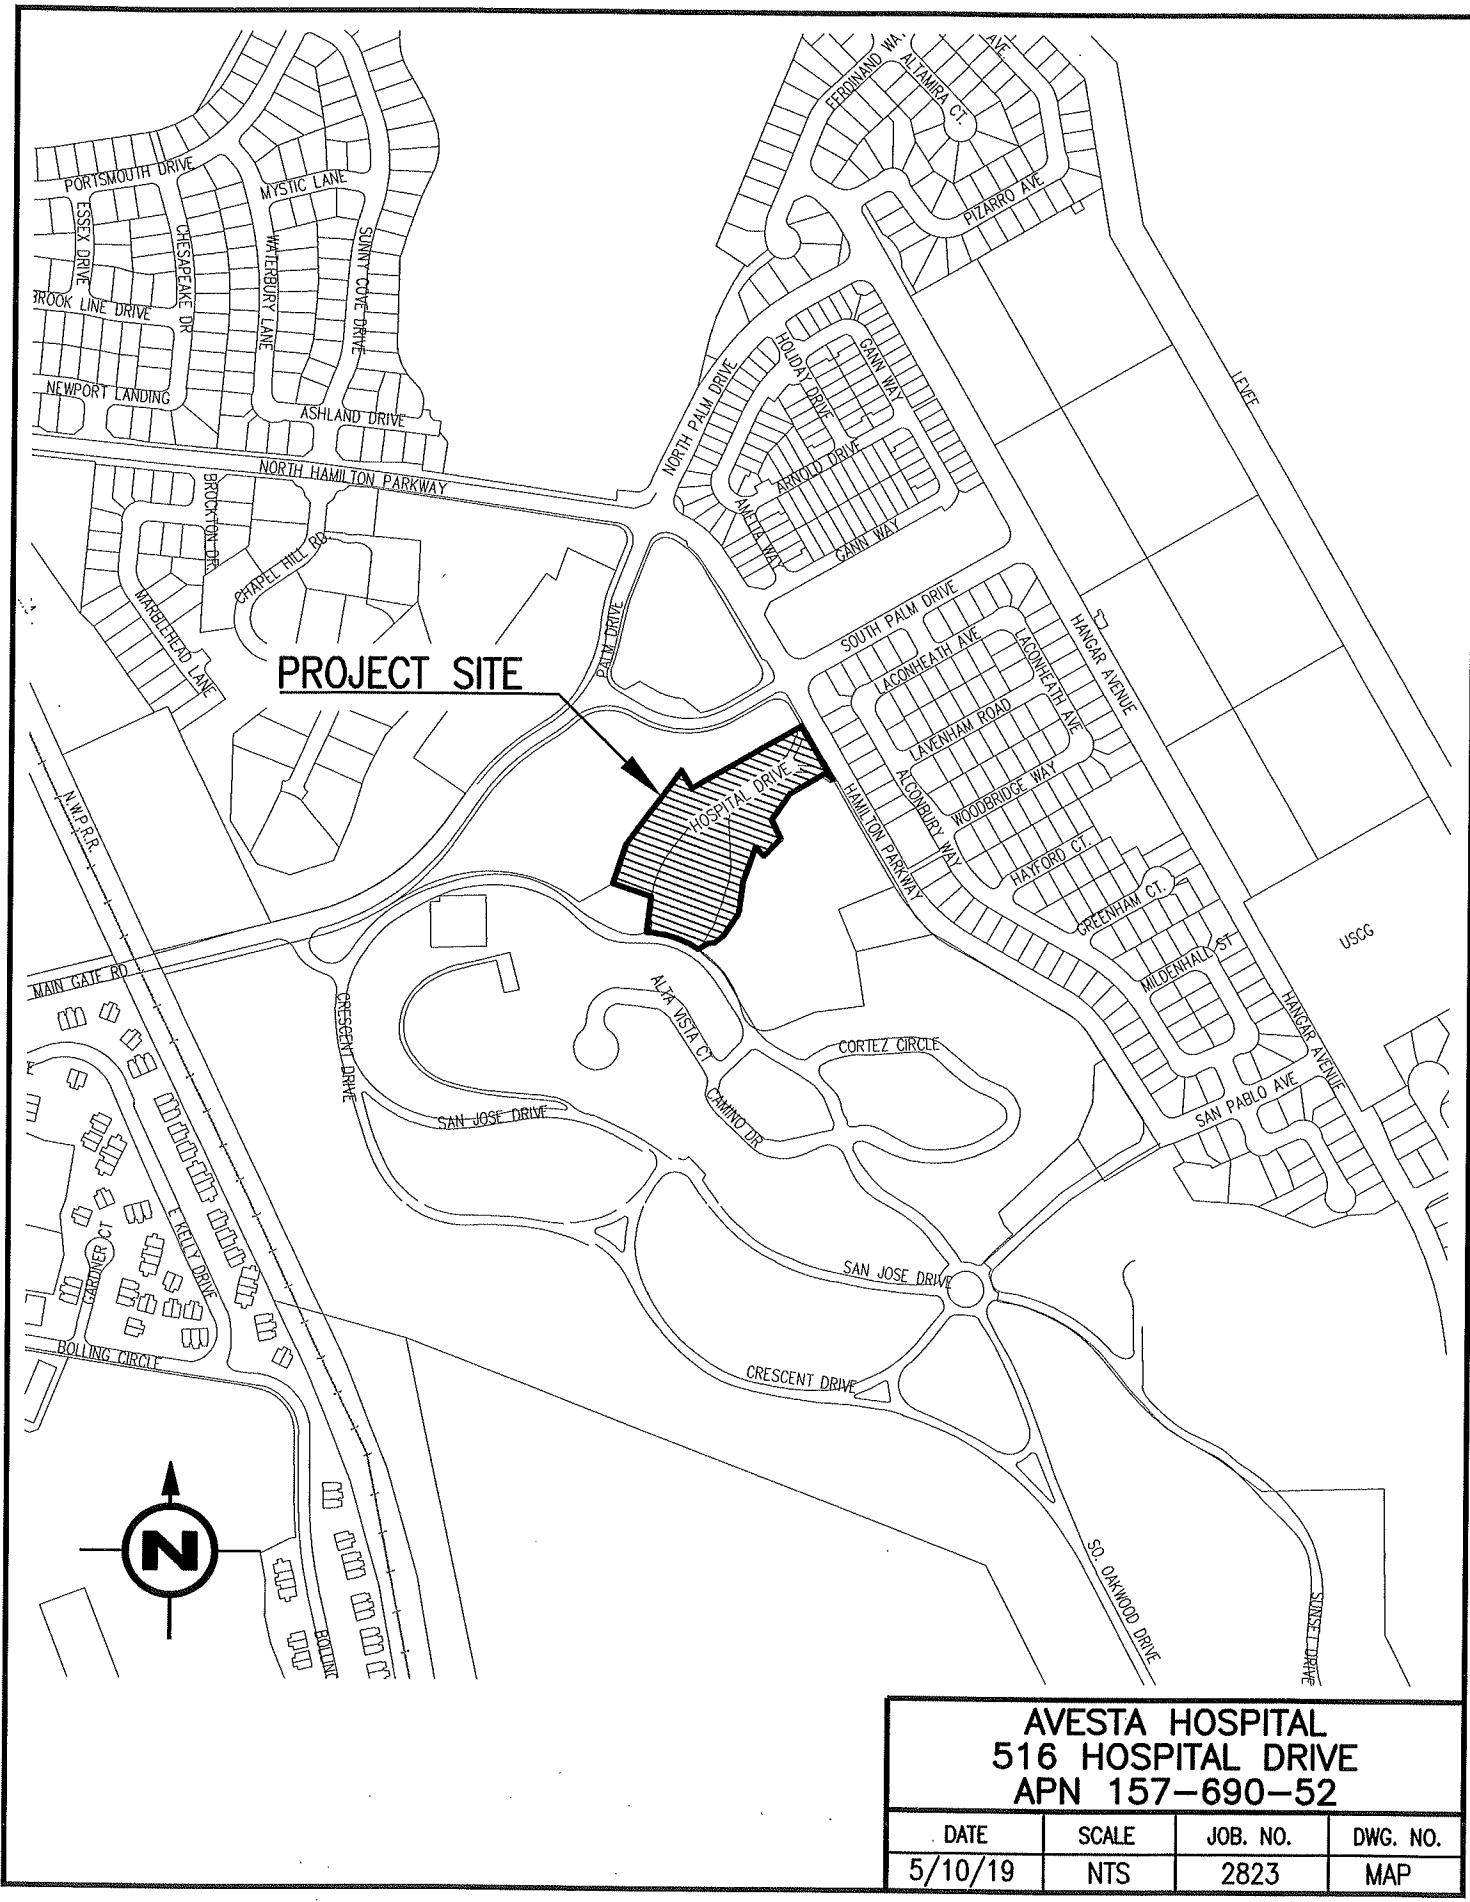 FERDINAND WA
AVE
ALTAMIRA CT.
PORTSMOUTH DRIVE
MYSTIC LANE
PIZARRO AVE
ESSEX DRIVE
CHESAPEAKE DR
WATERBURY LANE
SUNNY COVE DRIVE
BROOK LINE DRIVE
NEWPORT LANDING
ASHLAND DRIVE
NORTH PALM DRIVE
HOLIDAY DRIVE
GANN WAY
LEVEE
NORTH HAMILTON PARKWAY
ARNOLD DRIVE
AMELIA WAY
GANN WAY
BROCKTON DR.
CHAPEL HILL RD
MARBLEHEAD LANE
PALM DRIVE
SOUTH PALM DRIVE
LACONHEATH AVE
LACONHEATH AVE
HANGAR AVENUE
PROJECT SITE
LAVENHAM ROAD
WOODBRIDGE WAY
ALCONBURY WAY
HOSPITAL DRIVE
HAMILTON PARKWAY
HAYFORD CT.
GREENHAM CT.
MILDENHALL ST
USCG
N.W.P.R.R.
MAIN GATE RD
CRESCENT DRIVE
ALTA VISTA CT
CORTEZ CIRCLE
HANGAR AVENUE
SAN PABLO AVE
CAMINO DR
SAN JOSE DRIVE
E KELLY DRIVE
GARDNER CT
BOLLING CIRCLE
SAN JOSE DRIVE
CRESCENT DRIVE
N
SO. OAKWOOD DRIVE
SUNSET DRIVE
BOLLING
AVESTA HOSPITAL
516 HOSPITAL DRIVE
APN 157-690-52
DATE SCALE JOB. NO. DWG. NO.
5/10/19 NTS 2823 MAP